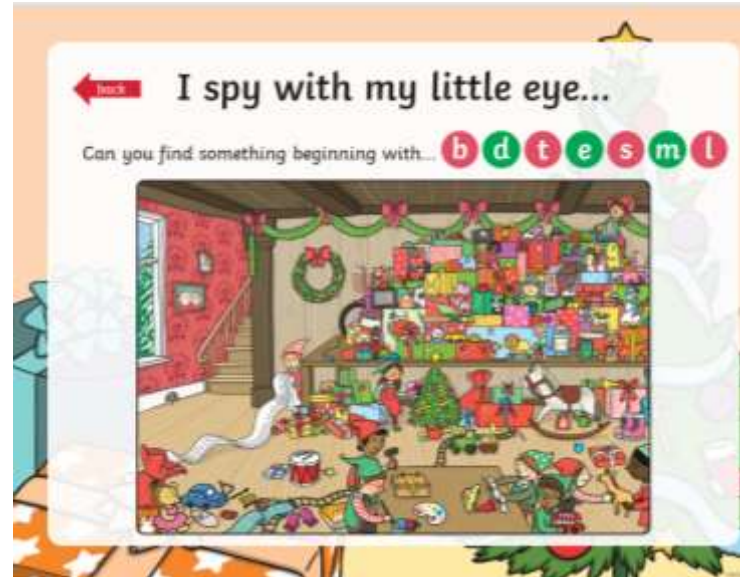 back
I spy with my little eye...
Can you find something beginning with... b d t e s m l